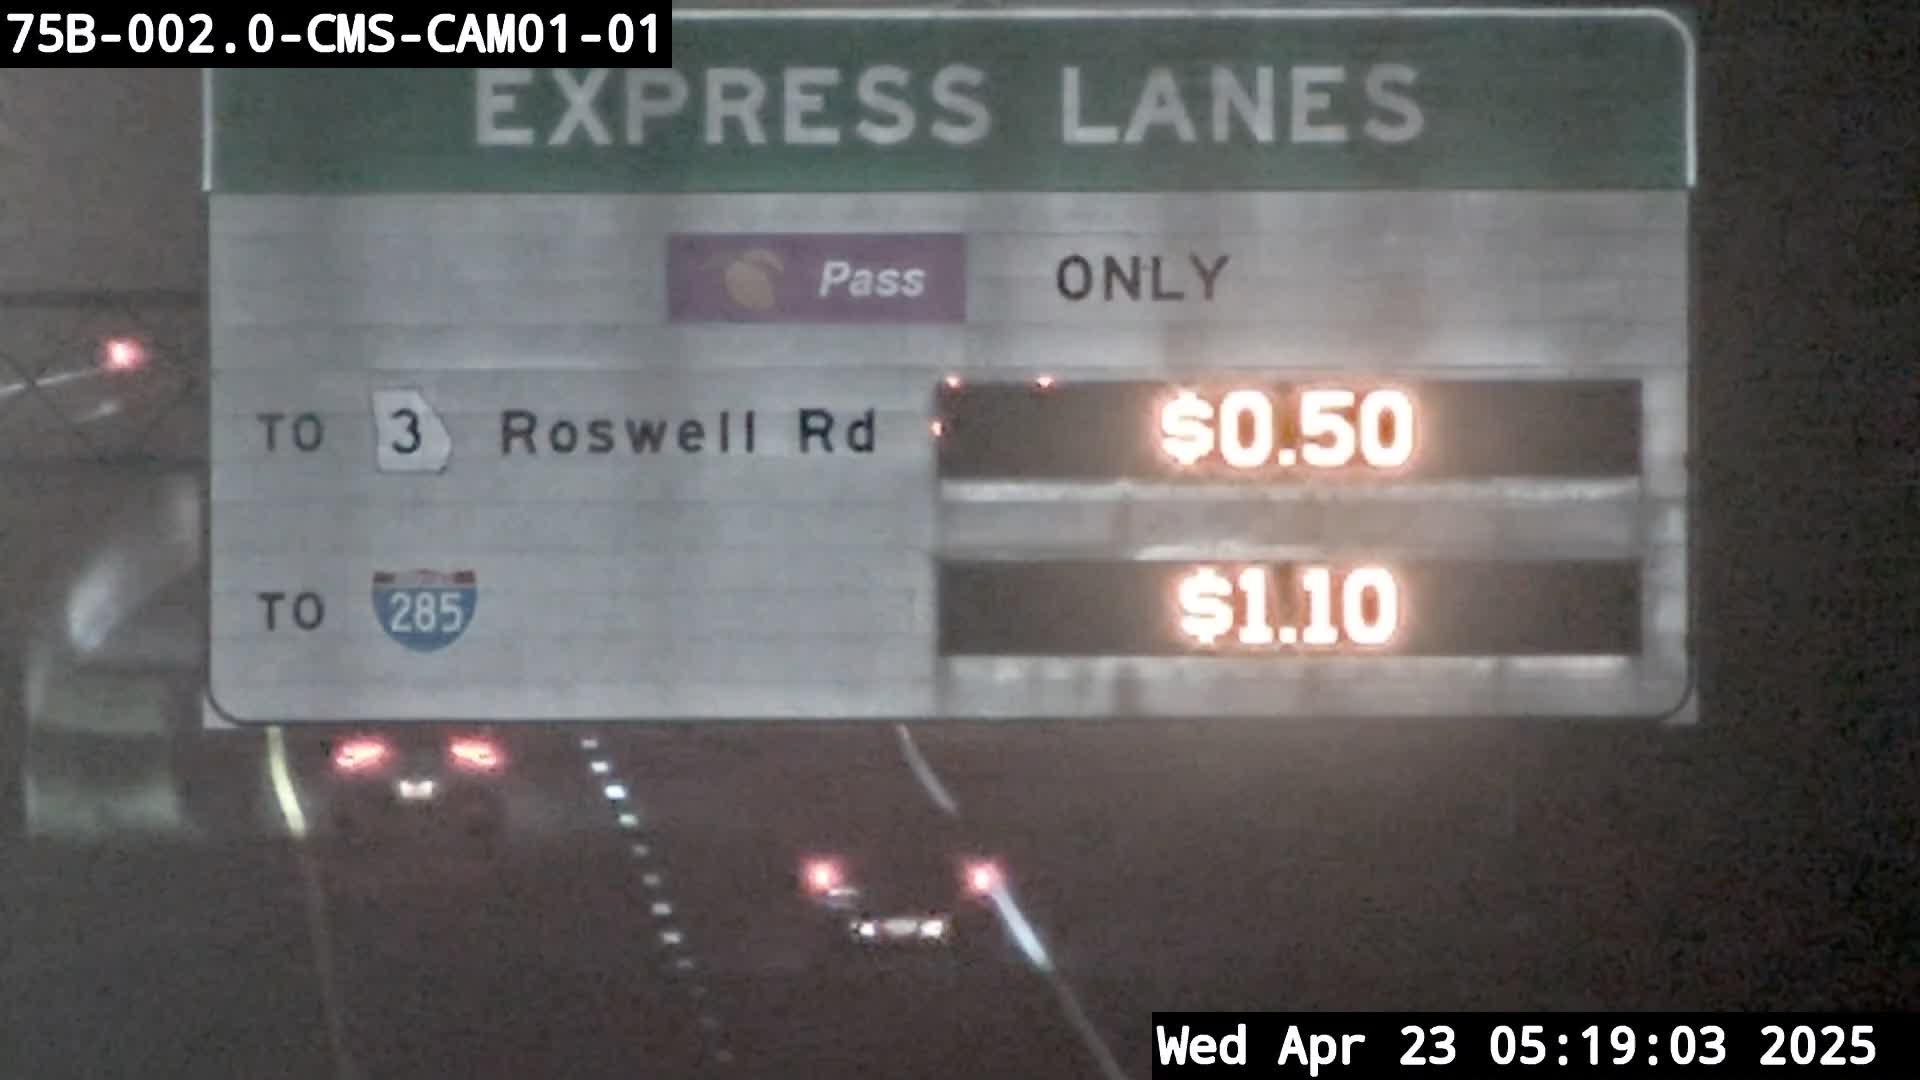 75B-002.0-CMS-CAM01-01
EXPRESS LANES
Pass ONLY
TO 3 Roswell Rd $0.50
TO 285 $1.10
Wed Apr 23 05:19:03 2025